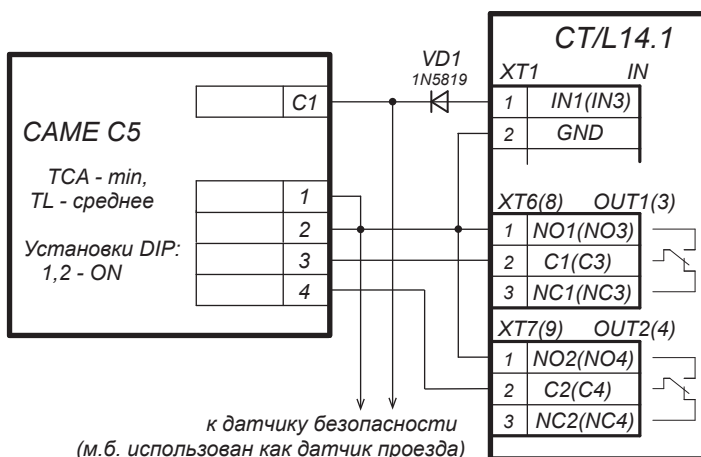 CT/L14.1
VD1
1N5819
XT1 IN
C1
1 IN1(IN3)
2 GND
CAME C5
TCA - min,
TL - среднее
Установки DIP:
1,2 - ON
1
2
3
4
XT6(8) OUT1(3)
1 NO1(NO3)
2 C1(C3)
3 NC1(NC3)
XT7(9) OUT2(4)
1 NO2(NO4)
2 C2(C4)
3 NC2(NC4)
к датчику безопасности
(м.б. использован как датчик проезда)